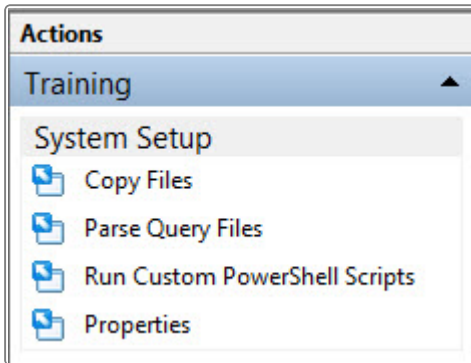 Actions
Training
System Setup
Copy Files
Parse Query Files
Run Custom PowerShell Scripts
Properties